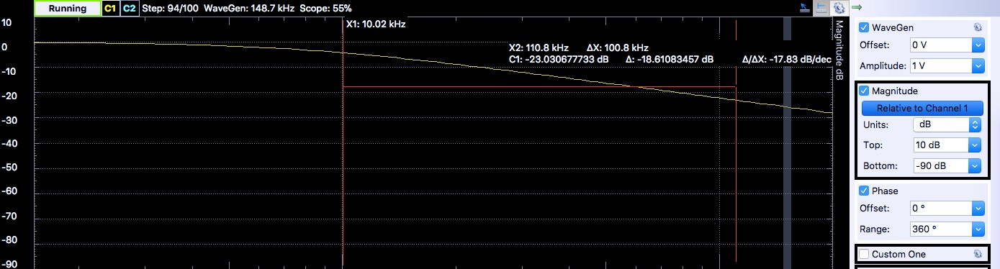 Running C1 C2 Step: 94/100 WaveGen: 148.7 kHz Scope: 55%
X1: 10.02 kHz
X2: 110.8 kHz ΔX: 100.8 kHz
C1: -23.030677733 dB Δ: -18.61083457 dB Δ/ΔX: -17.83 dB/dec
10
0
-10
-20
-30
-40
-50
-60
-70
-80
-90
Magnitude dB
WaveGen
Offset: 0 V
Amplitude: 1 V
Magnitude
Relative to Channel 1
Units: dB
Top: 10 dB
Bottom: -90 dB
Phase
Offset: 0 °
Range: 360 °
Custom One